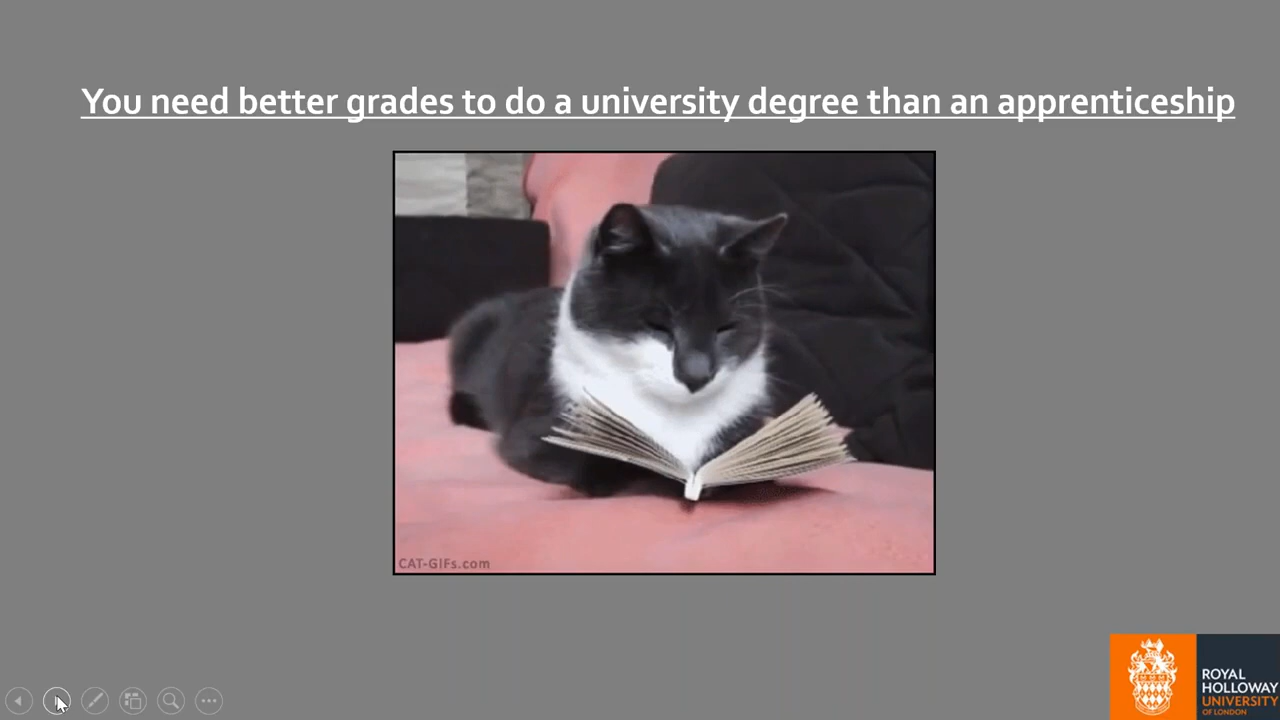 You need better grades to do a university degree than an apprenticeship
CAT-GIFs.com
ROYAL
HOLLOWAY
UNIVERSITY
OF LONDON